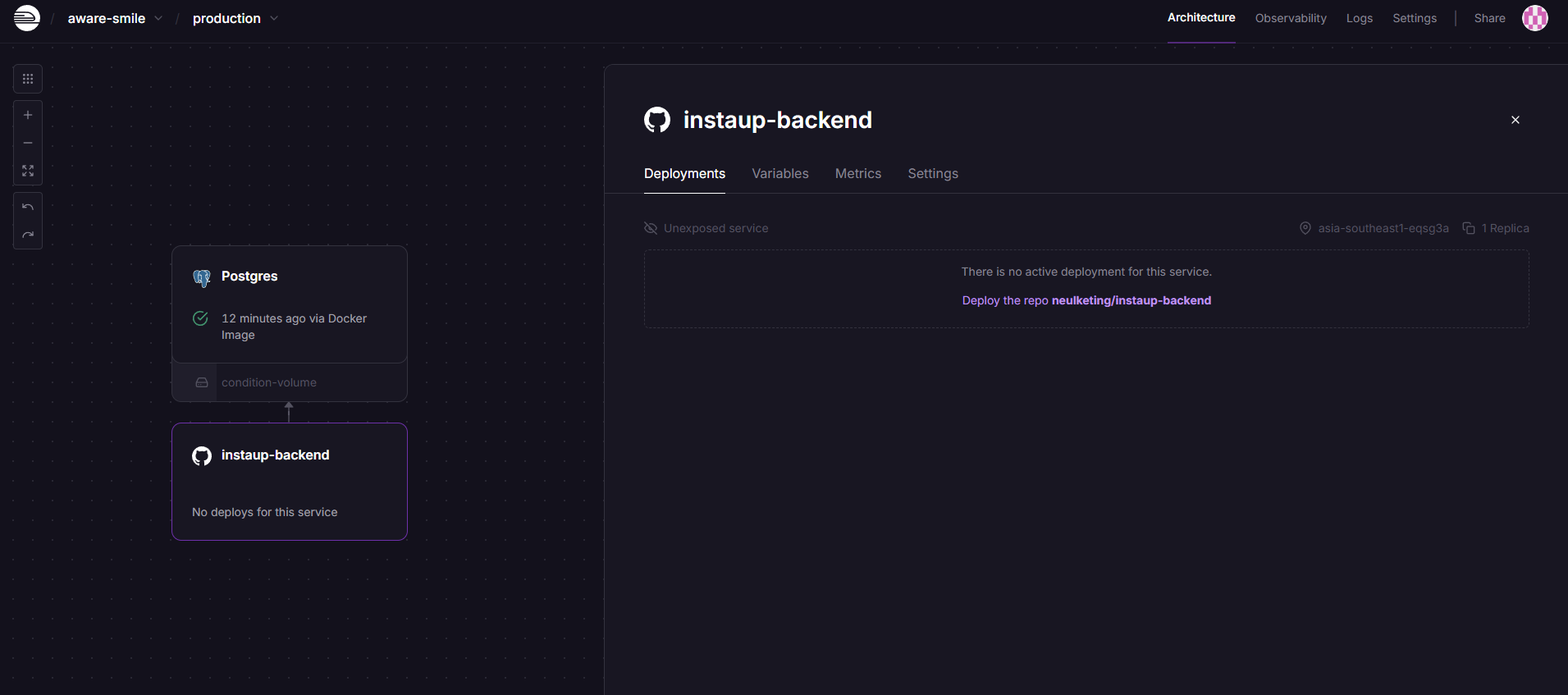 / aware-smile / production
Architecture Observability Logs Settings | Share
instaup-backend
Deployments Variables Metrics Settings
Unexposed service
asia-southeast1-eqsg3a 1 Replica
There is no active deployment for this service.
Deploy the repo neulketing/instaup-backend
Postgres
12 minutes ago via Docker
Image
condition-volume
instaup-backend
No deploys for this service